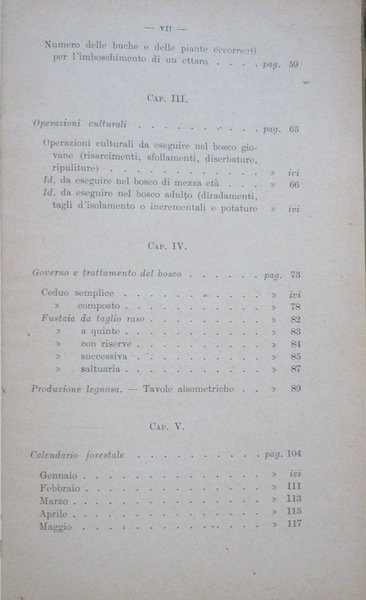 — VII —
Numero delle buche e delle piante occorrenti
per l'imboschimento di un ettaro . . . . pag. 59
CAP. III.
Operazioni culturali . . . . . . . . . pag. 65
Operazioni culturali da eseguire nel bosco gio-
vane (risarcimenti, sfollamenti, diserbature,
ripuliture) . . . . . . . . . . . » ivi
Id. da eseguire nel bosco di mezza età . . . » 66
Id. da eseguire nel bosco adulto (diradamenti,
tagli d'isolamento o incrementali e potature » ivi
CAP. IV.
Governo e trattamento del bosco . . . . . . pag. 73
Ceduo semplice . . . . . . . . . . » ivi
» composto . . . . . . . . . . » 78
Fustaia da taglio raso . . . . . . . . » 82
» a quinto . . . . . . . . . . » 83
» con riserve . . . . . . . . . » 84
» successiva . . . . . . . . . » 85
» saltuaria . . . . . . . . . . » 87
Produzione legnosa. — Tavole alsometriche . . » 89
CAP. V.
Calendario forestale . . . . . . . . . pag. 104
Gennaio . . . . . . . . . . . . » ivi
Febbraio . . . . . . . . . . . . » 111
Marzo . . . . . . . . . . . . . » 113
Aprile . . . . . . . . . . . . . » 115
Maggio . . . . . . . . . . . . » 117